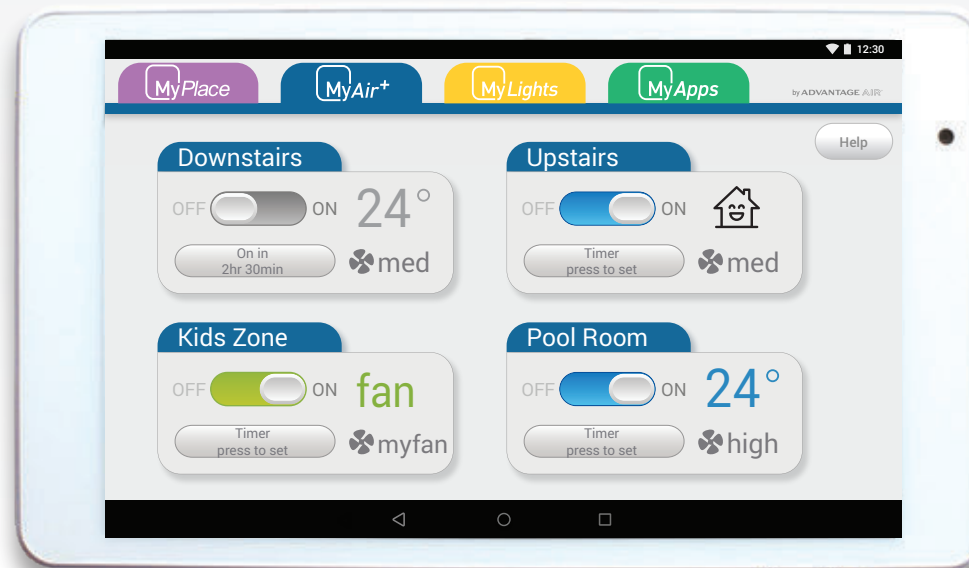 12:30
MyPlace
MyAir+
MyLights
MyApps
by ADVANTAGE AIR
Help
Downstairs
OFF ON 24°
On in
2hr 30min
med
Upstairs
OFF ON
Timer
press to set
med
Kids Zone
OFF ON fan
Timer
press to set
myfan
Pool Room
OFF ON 24°
Timer
press to set
high